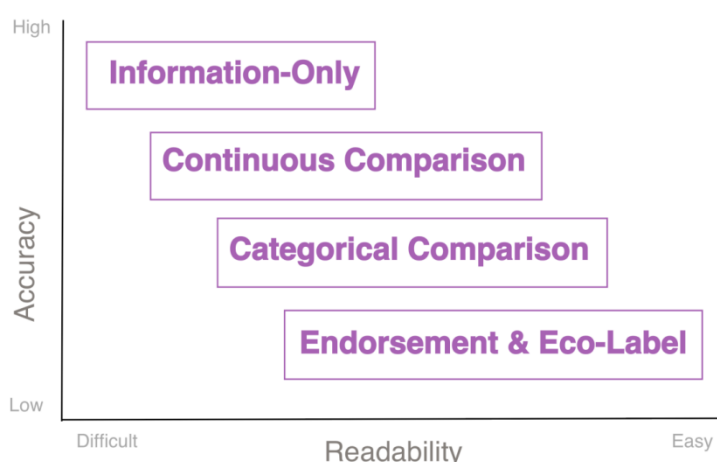 High
Information-Only
Continuous Comparison
Categorical Comparison
Endorsement & Eco-Label
Accuracy
Low
Difficult
Readability
Easy